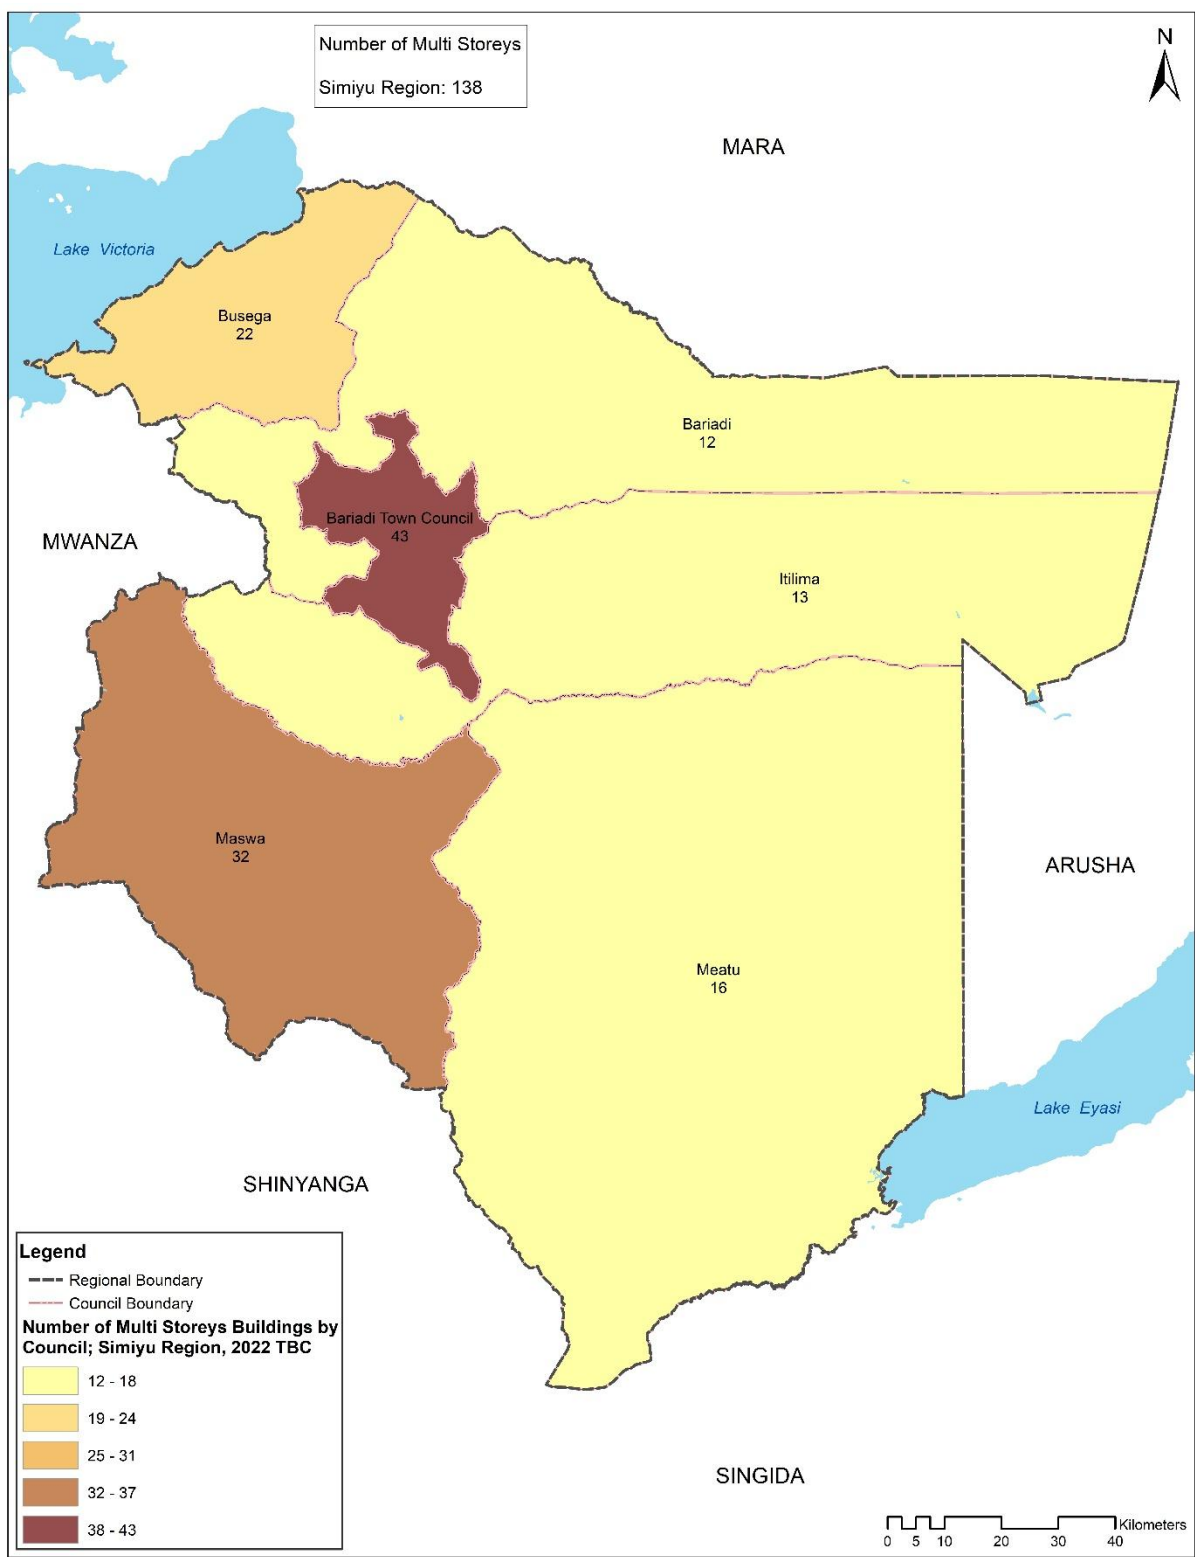 Number of Multi Storeys
Simiyu Region: 138
N
MARA
Lake Victoria
Busega
22
Bariadi
12
Bariadi Town Council
43
MWANZA
Itilima
13
Maswa
32
ARUSHA
Meatu
16
Lake Eyasi
SHINYANGA
Legend
Regional Boundary
Council Boundary
Number of Multi Storeys Buildings by
Council; Simiyu Region, 2022 TBC
12 - 18
19 - 24
25 - 31
32 - 37
38 - 43
SINGIDA
Kilometers
0 5 10 20 30 40